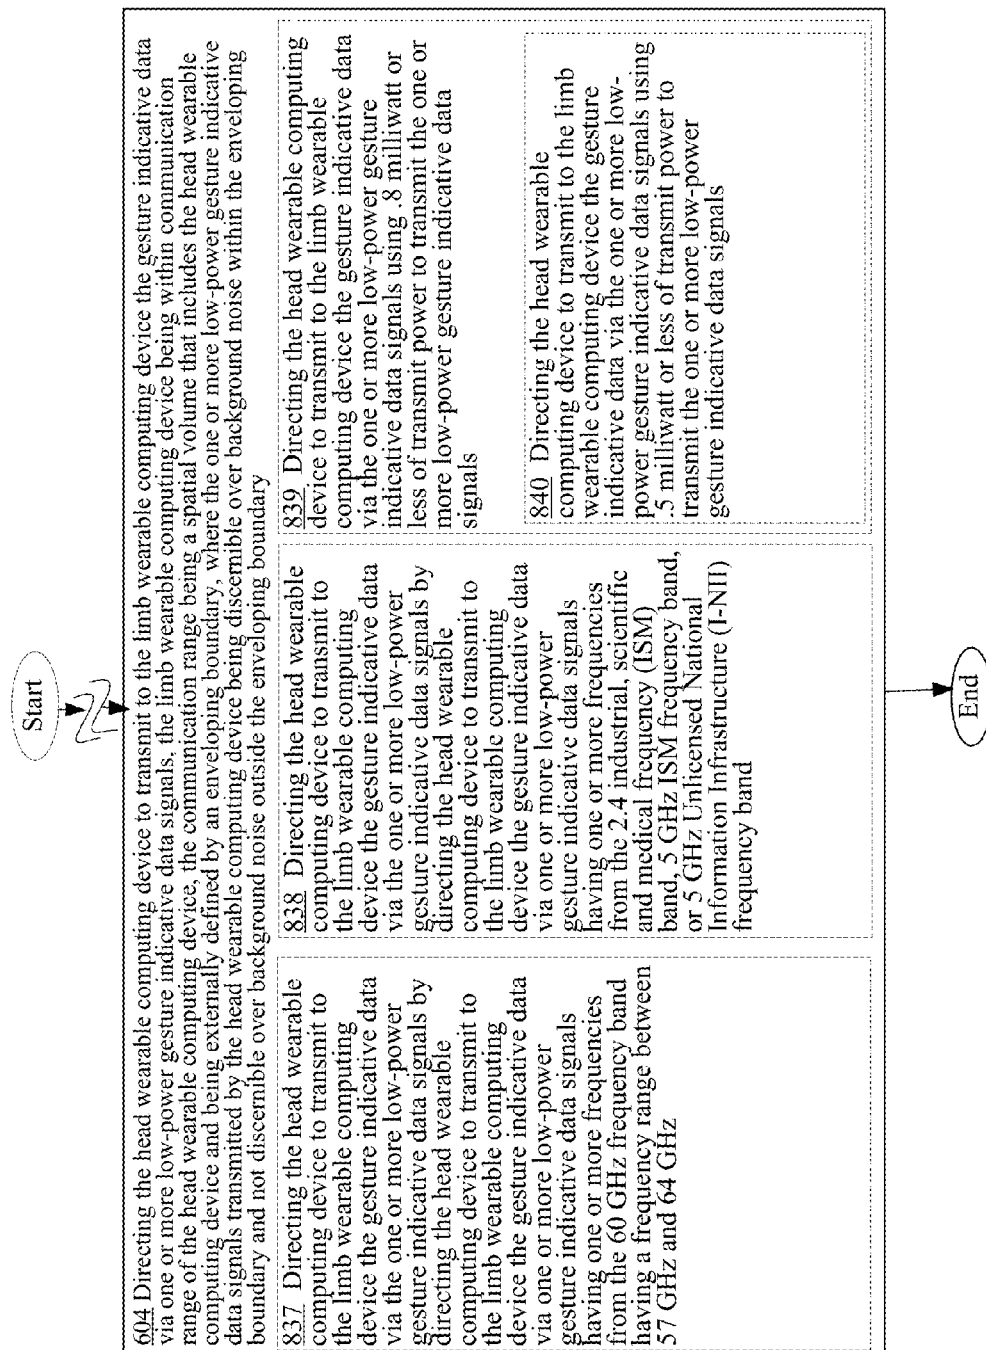 Start
604 Directing the head wearable computing device to transmit to the limb wearable computing device the gesture indicative data
via one or more low-power gesture indicative data signals, the limb wearable computing device being within communication
range of the head wearable computing device, the communication range being a spatial volume that includes the head wearable
computing device and being externally defined by an enveloping boundary, where the one or more low-power gesture indicative
data signals transmitted by the head wearable computing device being discernible over background noise within the enveloping
boundary and not discernible over background noise outside the enveloping boundary
837 Directing the head wearable
computing device to transmit to
the limb wearable computing
device the gesture indicative data
via the one or more low-power
gesture indicative data signals by
directing the head wearable
computing device to transmit to
the limb wearable computing
device the gesture indicative data
via one or more low-power
gesture indicative data signals
having one or more frequencies
from the 60 GHz frequency band
having a frequency range between
57 GHz and 64 GHz
838 Directing the head wearable
computing device to transmit to
the limb wearable computing
device the gesture indicative data
via the one or more low-power
gesture indicative data signals by
directing the head wearable
computing device to transmit to
the limb wearable computing
device the gesture indicative data
via one or more low-power
gesture indicative data signals
having one or more frequencies
from the 2.4 industrial, scientific
and medical frequency (ISM)
band, 5 GHz ISM frequency band,
or 5 GHz Unlicensed National
Information Infrastructure (I-NII)
frequency band
839 Directing the head wearable computing
device to transmit to the limb wearable
computing device the gesture indicative data
via the one or more low-power gesture
indicative data signals using .8 milliwatt or
less of transmit power to transmit the one or
more low-power gesture indicative data
signals
840 Directing the head wearable
computing device to transmit to the limb
wearable computing device the gesture
indicative data via the one or more low-
power gesture indicative data signals using
.5 milliwatt or less of transmit power to
transmit the one or more low-power
gesture indicative data signals
End